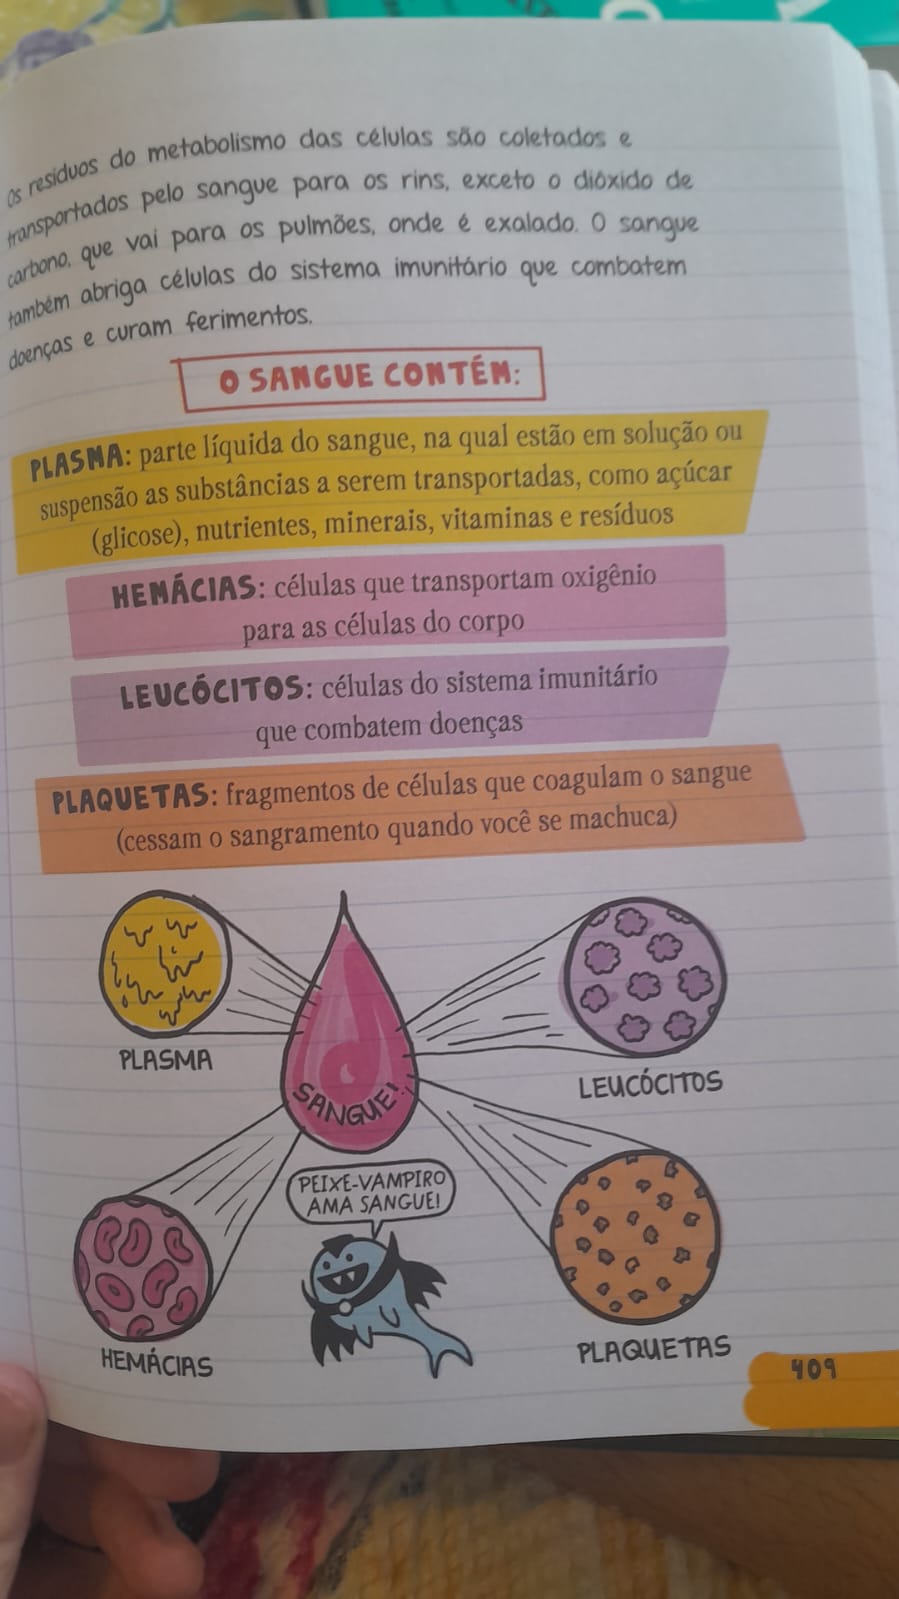 Os resíduos do metabolismo das células são coletados e
transportados pelo sangue para os rins, exceto o dióxido de
carbono, que vai para os pulmões, onde é exalado. O sangue
também abriga células do sistema imunitário que combatem
doenças e curam ferimentos.
O SANGUE CONTÉM:
PLASMA: parte líquida do sangue, na qual estão em solução ou
suspensão as substâncias a serem transportadas, como açúcar
(glicose), nutrientes, minerais, vitaminas e resíduos
HEMÁCIAS: células que transportam oxigênio
para as células do corpo
LEUCÓCITOS: células do sistema imunitário
que combatem doenças
PLAQUETAS: fragmentos de células que coagulam o sangue
(cessam o sangramento quando você se machuca)
PLASMA
LEUCÓCITOS
SANGUE!
PEIXE-VAMPIRO
AMA SANGUE!
HEMÁCIAS
PLAQUETAS
409